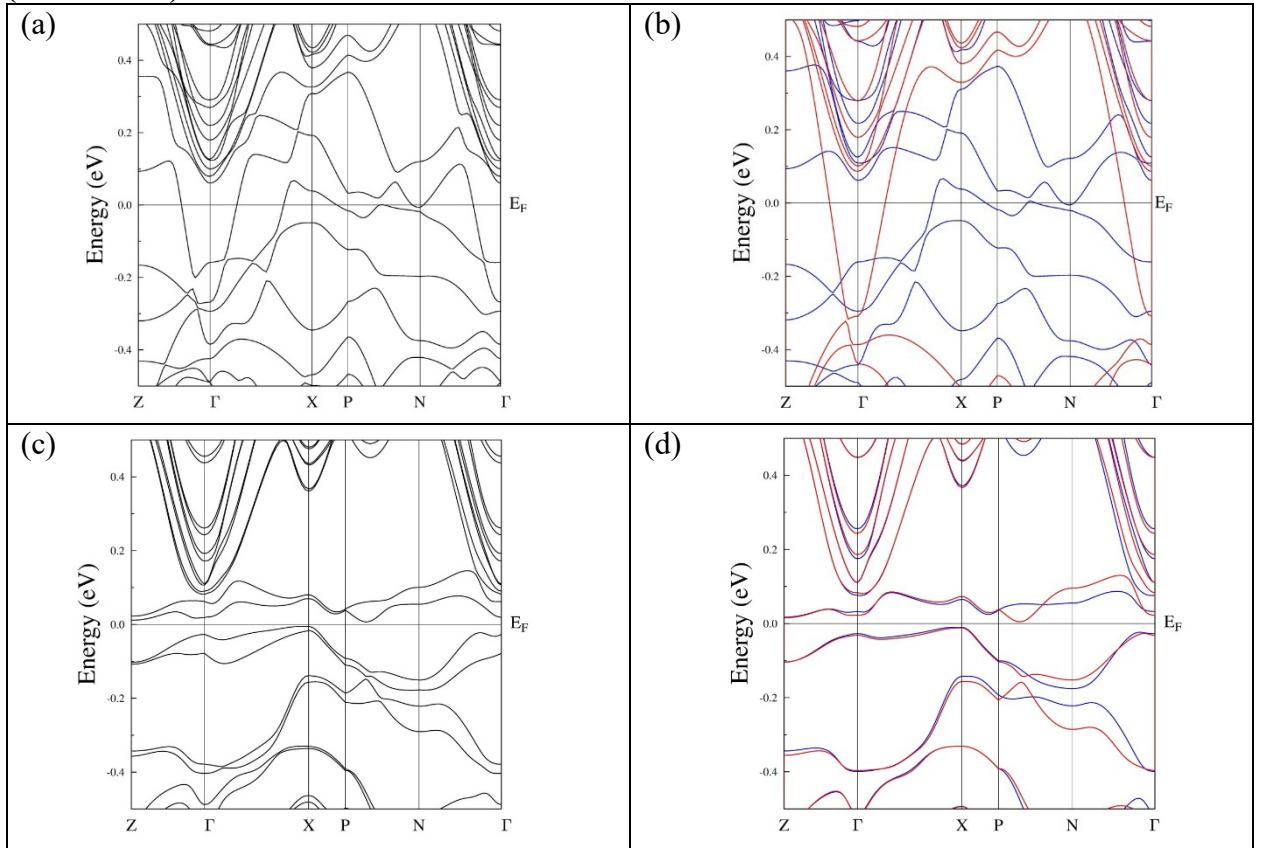 (a)
(b)
0.4
0.2
0.0
-0.2
-0.4
Energy (eV)
E_F
Z Γ X P N Γ
0.4
0.2
0.0
-0.2
-0.4
Energy (eV)
E_F
Z Γ X P N Γ
(c)
(d)
0.4
0.2
0.0
-0.2
-0.4
Energy (eV)
E_F
Z Γ X P N Γ
0.4
0.2
0.0
-0.2
-0.4
Energy (eV)
E_F
Z Γ X P N Γ